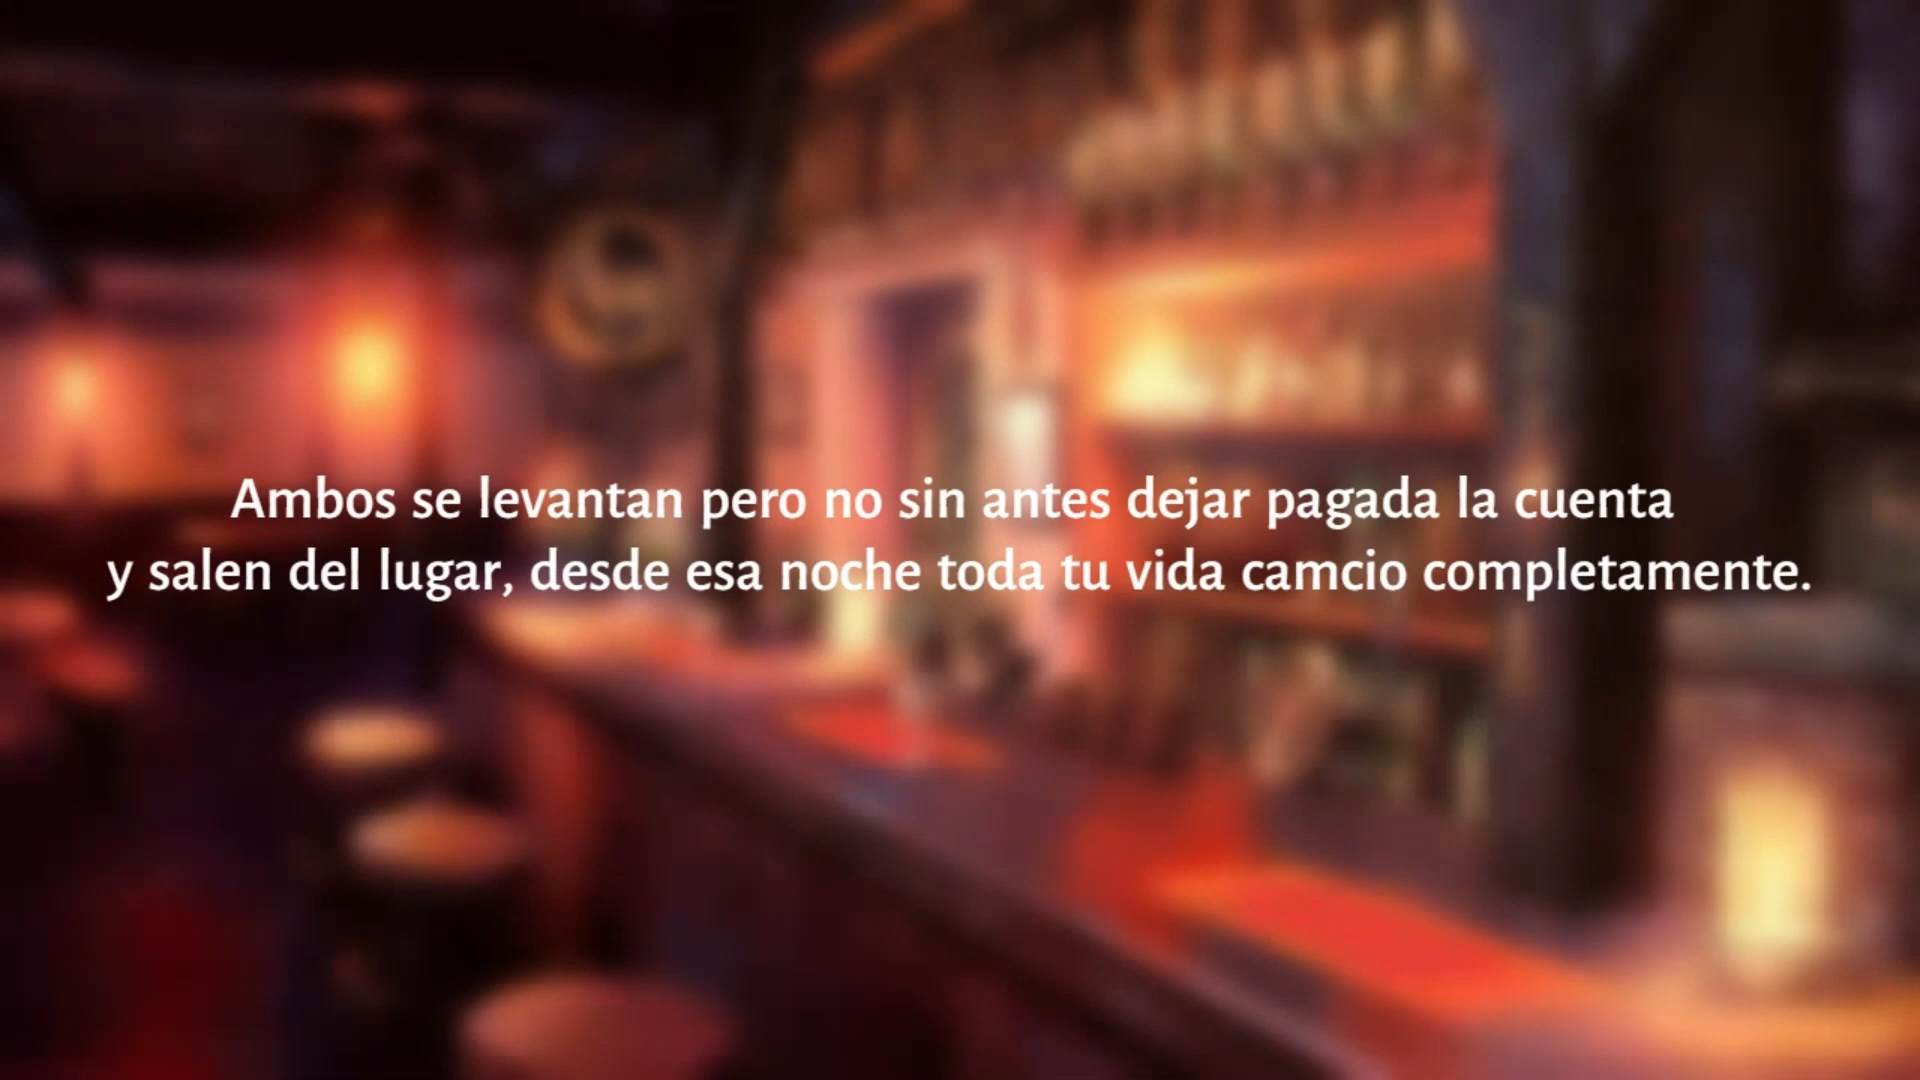 Ambos se levantan pero no sin antes dejar pagada la cuenta
y salen del lugar, desde esa noche toda tu vida camcio completamente.